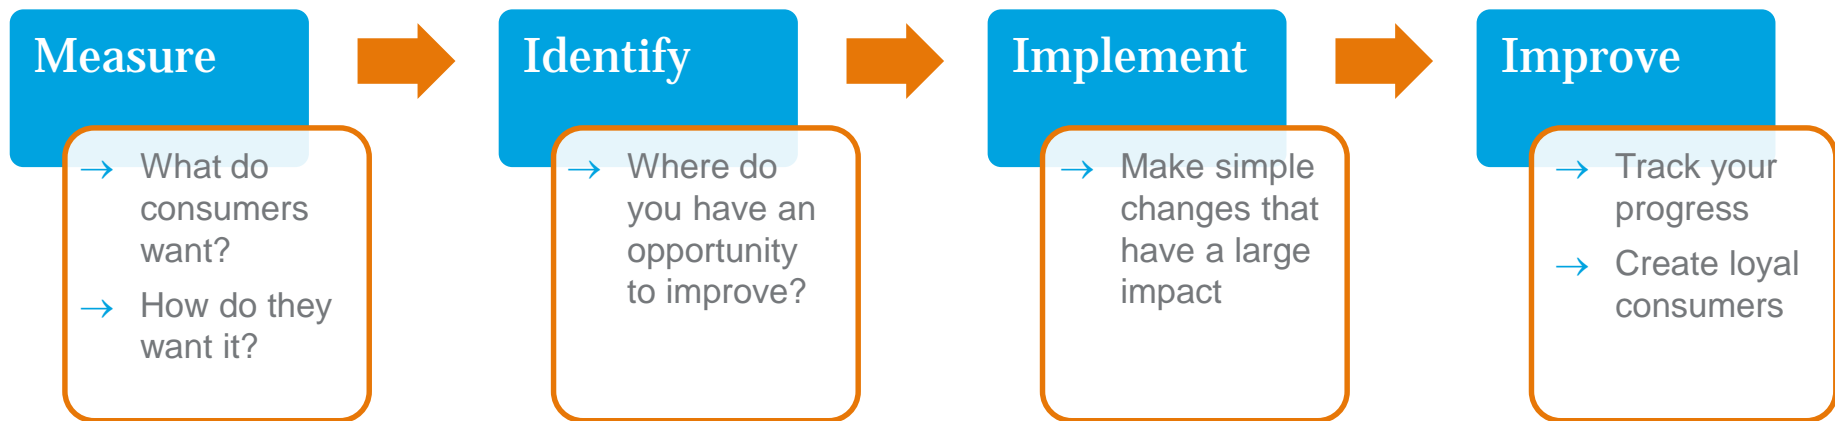 Measure
→ What do
consumers
want?
→ How do they
want it?
Identify
→ Where do
you have an
opportunity
to improve?
Implement
→ Make simple
changes that
have a large
impact
Improve
→ Track your
progress
→ Create loyal
consumers